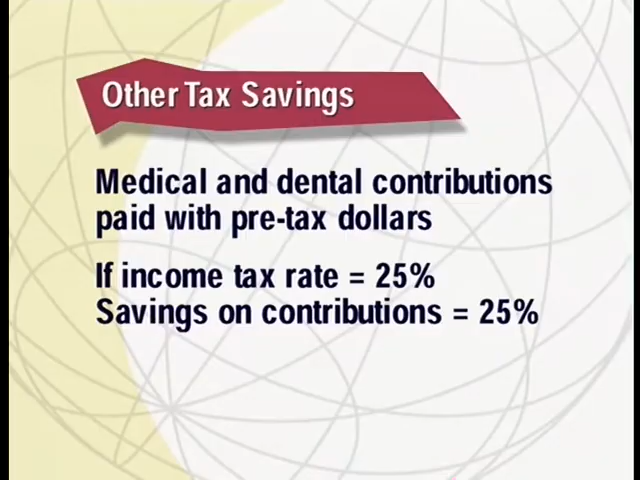 Other Tax Savings
Medical and dental contributions
paid with pre-tax dollars
If income tax rate = 25%
Savings on contributions = 25%